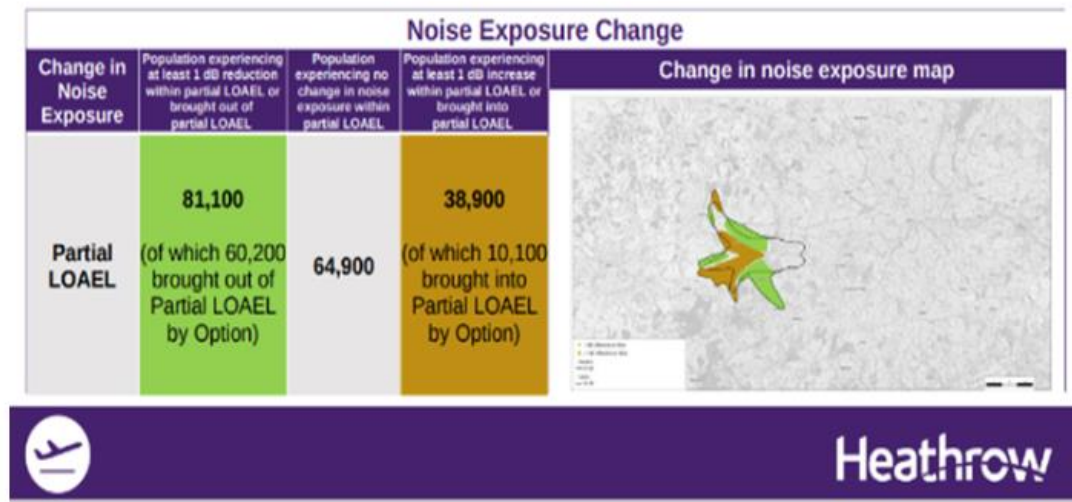 Noise Exposure Change
Change in
Noise
Exposure
Population experiencing
at least 1 dB reduction
within partial LOAEL or
brought out of
partial LOAEL
Population
experiencing no
change in noise
exposure within
partial LOAEL
Population experiencing
at least 1 dB increase
within partial LOAEL or
brought into
partial LOAEL
Change in noise exposure map
Partial
LOAEL
81,100
(of which 60,200
brought out of
Partial LOAEL
by Option)
64,900
38,900
(of which 10,100
brought into
Partial LOAEL
by Option)
Heathrow